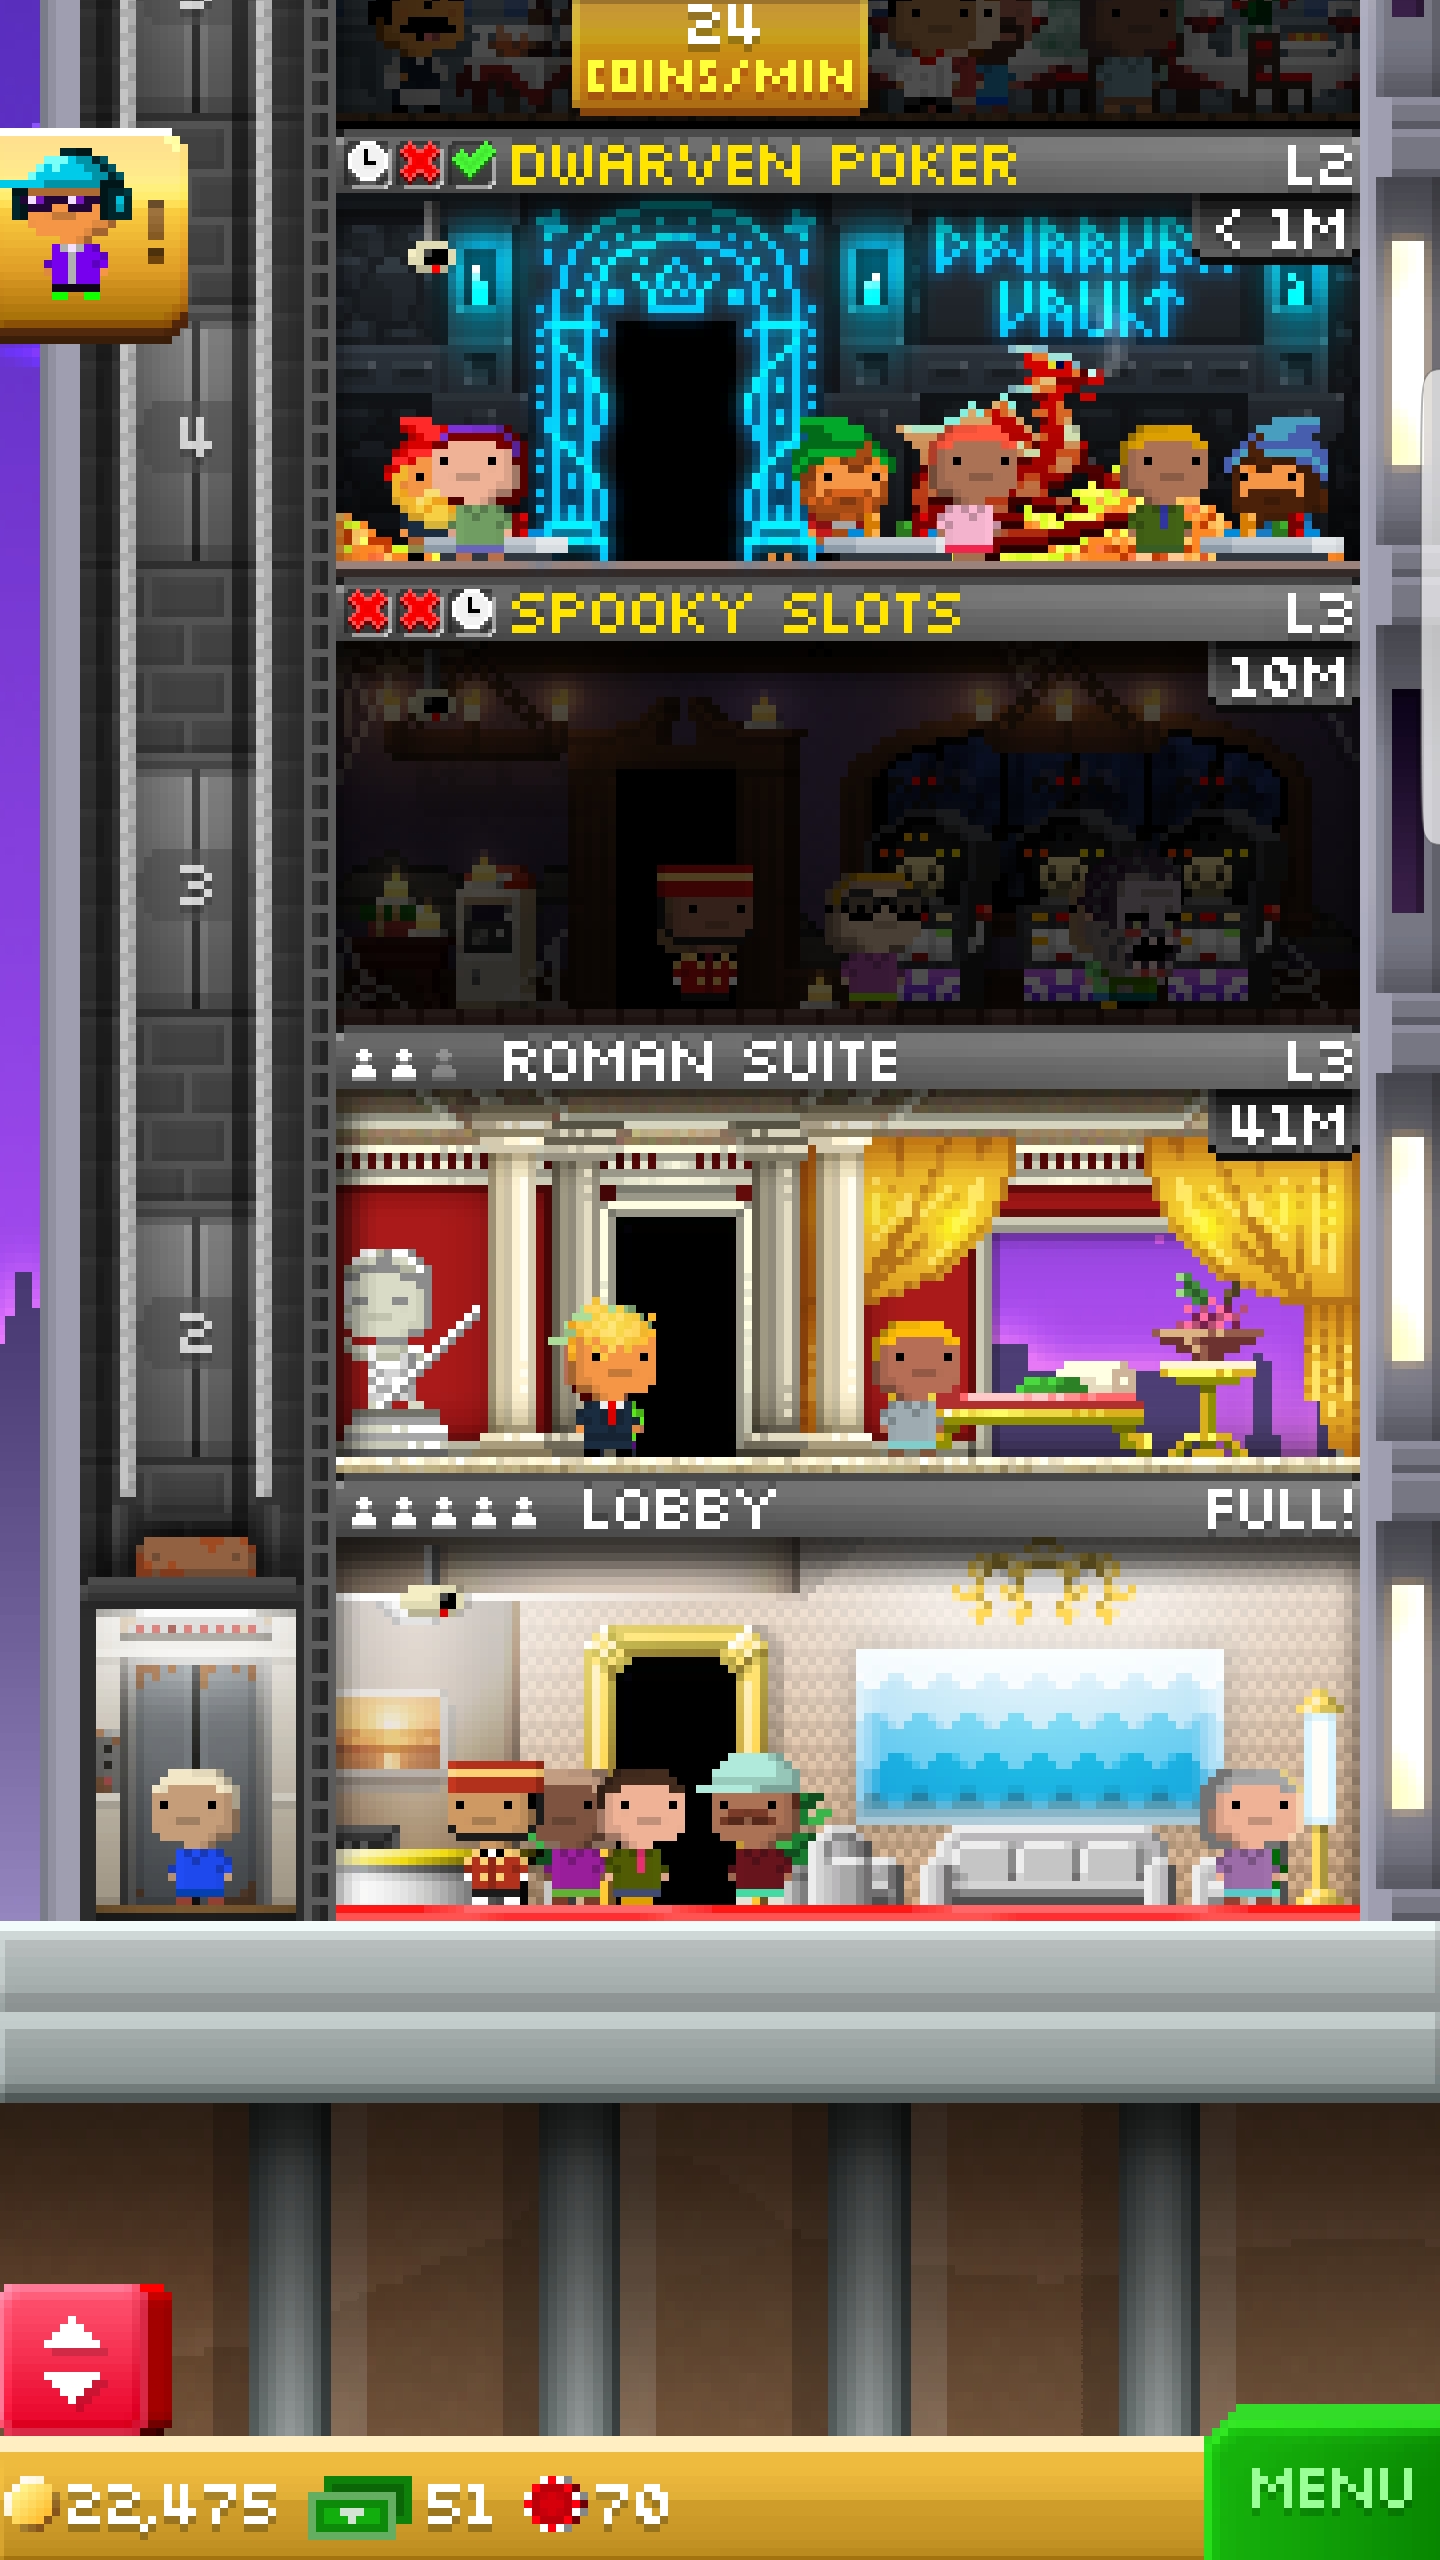 24
COINS/MIN
DWARVEN POKER L2
< 1M
VAULT
4
SPOOKY SLOTS L3
10M
3
ROMAN SUITE L3
41M
2
LOBBY FULL!
22,475 51 70
MENU